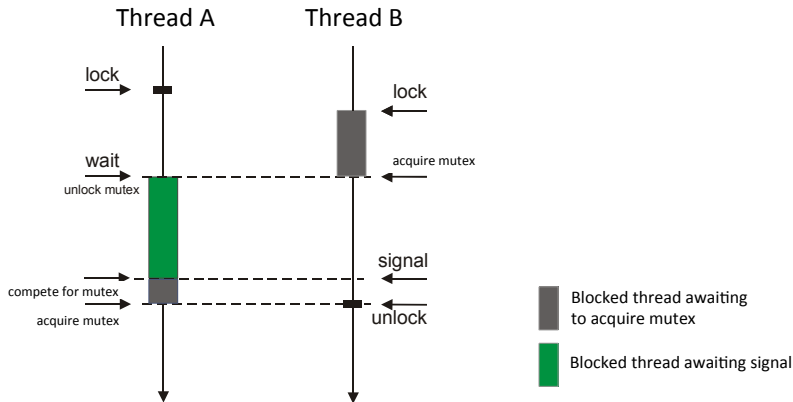 Thread A
Thread B
lock
lock
wait
acquire mutex
unlock mutex
signal
compete for mutex
acquire mutex
unlock
Blocked thread awaiting
to acquire mutex
Blocked thread awaiting signal